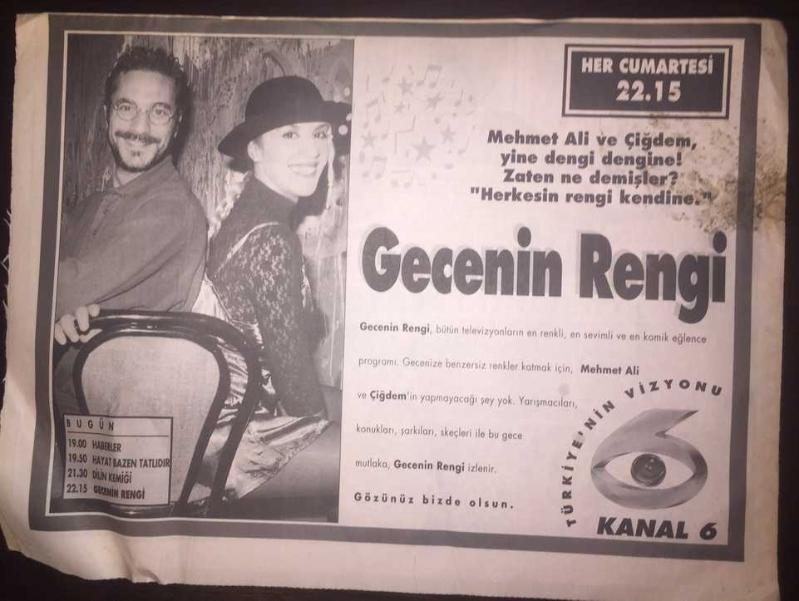 HER CUMARTESİ
22.15
Mehmet Ali ve Çiğdem,
yine dengi dengine!
Zaten ne demişler?
"Herkesin rengi kendine."
Gecenin Rengi
Gecenin Rengi, bütün televizyonların en renkli, en sevimli ve en komik eğlence
programı. Gecenize benzersiz renkler katmak için, Mehmet Ali
ve Çiğdem'in yapmayacağı şey yok. Yarışmacıları,
konukları, şarkıları, skeçleri ile bu gece
mutlaka, Gecenin Rengi izlenir.
Gözünüz bizde olsun.
BUGÜN
19.00 HABERLER
19.50 HAYAT BAZEN TATLIDIR
21.30 DİLİN KEMİĞİ
22.15 GECENİN RENGİ
TÜRKİYE'NİN VİZYONU
6
KANAL 6